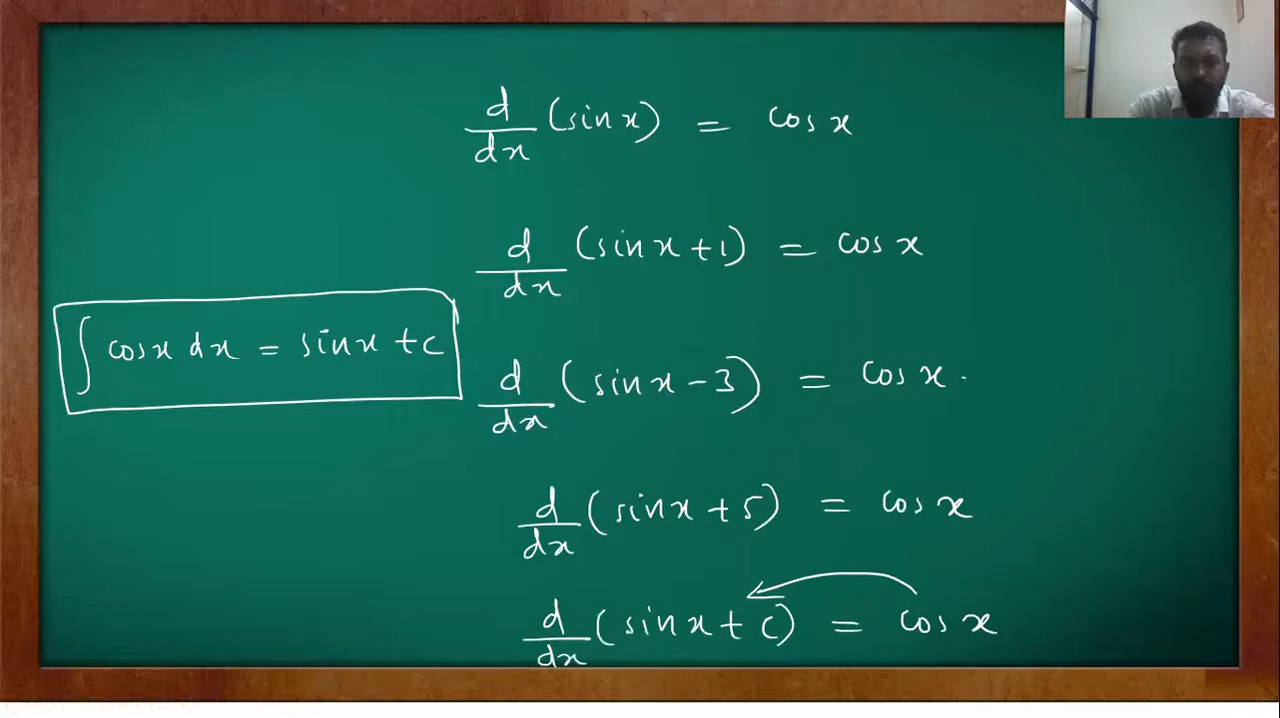 d/dx (sin x) = cos x
d/dx (sin x + 1) = cos x
∫ cos x dx = sin x + c
d/dx (sin x - 3) = cos x .
d/dx (sin x + 5) = cos x
d/dx (sin x + c) = cos x